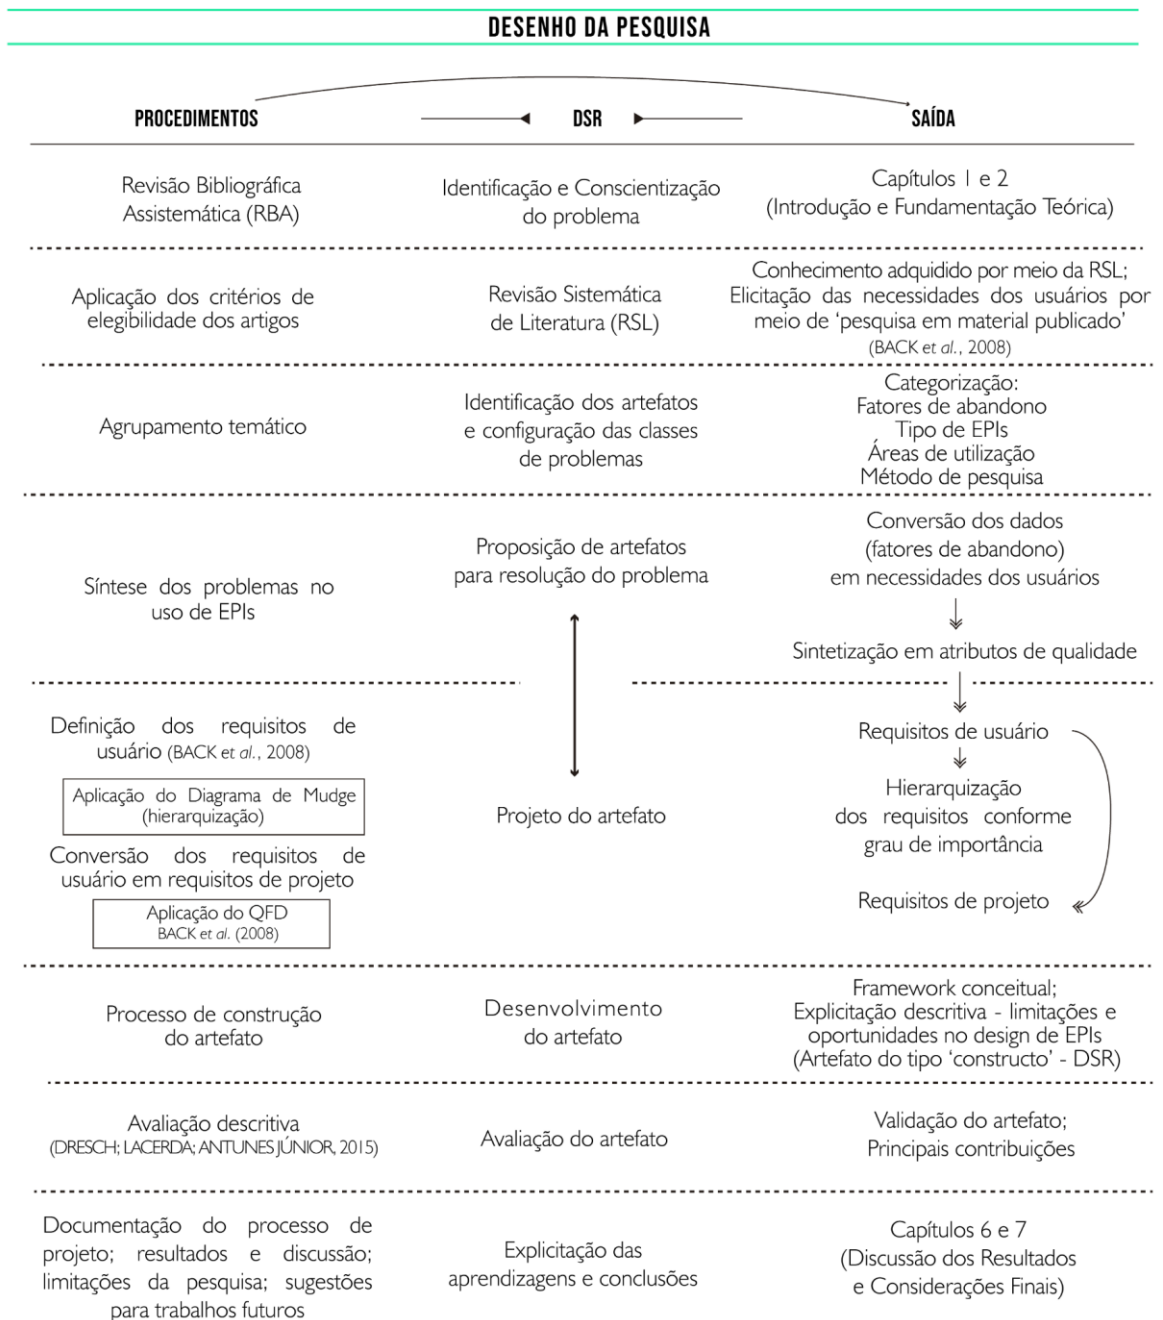 DESENHO DA PESQUISA
PROCEDIMENTOS
DSR
SAÍDA
Revisão Bibliográfica
Assistemática (RBA)
Identificação e Conscientização
do problema
Capítulos 1 e 2
(Introdução e Fundamentação Teórica)
Aplicação dos critérios de
elegibilidade dos artigos
Revisão Sistemática
de Literatura (RSL)
Conhecimento adquidido por meio da RSL;
Elicitação das necessidades dos usuários por
meio de ‘pesquisa em material publicado’
(BACK et al., 2008)
Agrupamento temático
Identificação dos artefatos
e configuração das classes
de problemas
Categorização:
Fatores de abandono
Tipo de EPIs
Áreas de utilização
Método de pesquisa
Síntese dos problemas no
uso de EPIs
Proposição de artefatos
para resolução do problema
Conversão dos dados
(fatores de abandono)
em necessidades dos usuários
Sintetização em atributos de qualidade
Definição dos requisitos de
usuário (BACK et al., 2008)
Aplicação do Diagrama de Mudge
(hierarquização)
Conversão dos requisitos de
usuário em requisitos de projeto
Aplicação do QFD
BACK et al. (2008)
Projeto do artefato
Requisitos de usuário
Hierarquização
dos requisitos conforme
grau de importância
Requisitos de projeto
Processo de construção
do artefato
Desenvolvimento
do artefato
Framework conceitual;
Explicitação descritiva - limitações e
oportunidades no design de EPIs
(Artefato do tipo ‘constructo’ - DSR)
Avaliação descritiva
(DRESCH; LACERDA; ANTUNES JÚNIOR, 2015)
Avaliação do artefato
Validação do artefato;
Principais contribuições
Documentação do processo de
projeto; resultados e discussão;
limitações da pesquisa; sugestões
para trabalhos futuros
Explicitação das
aprendizagens e conclusões
Capítulos 6 e 7
(Discussão dos Resultados
e Considerações Finais)